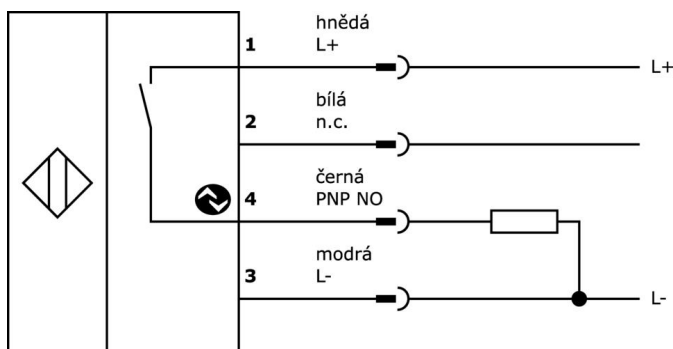 hnědá
1 L+
L+
bílá
2 n.c.
černá
4 PNP NO
modrá
3 L-
L-